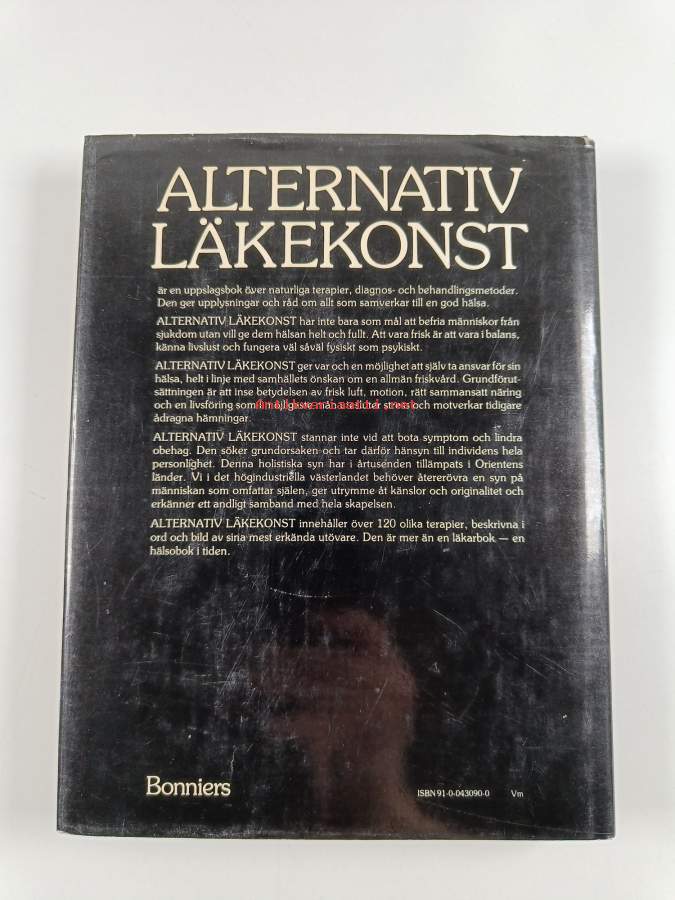 ALTERNATIV
LÄKEKONST
är en uppslagsbok över naturliga terapier, diagnos- och behandlingsmetoder.
Den ger upplysningar och råd om allt som samverkar till en god hälsa.
ALTERNATIV LÄKEKONST har inte bara som mål att befria människor från
sjukdom utan vill ge dem hälsan helt och fullt. Att vara frisk är att vara i balans,
känna livslust och fungera väl såväl fysiskt som psykiskt.
ALTERNATIV LÄKEKONST ger var och en möjlighet att själv ta ansvar för sin
hälsa, helt i linje med samhällets önskan om en allmän friskvård. Grundförut-
sättningen är att inse betydelsen av frisk luft, motion, rätt sammansatt näring
och en livsföring som i möjligaste mån utesluter stress och motverkar tidigare
ådragna hämningar.
ALTERNATIV LÄKEKONST stannar inte vid att bota symptom och lindra
obehag. Den söker grundorsaken och tar därför hänsyn till individens hela
personlighet. Denna holistiska syn har i årtusenden tillämpats i Orientens
länder. Vi i det högindustriella västerlandet behöver återerövra en syn på
människan som omfattar själen, ger utrymme åt känslor och originalitet och
erkänner ett andligt samband med hela skapelsen.
ALTERNATIV LÄKEKONST innehåller över 120 olika terapier, beskrivna i
ord och bild av sina mest erkända utövare. Den är mer än en läkarbok — en
hälsobok i tiden.
Bonniers
ISBN 91-0-043090-0 Vm